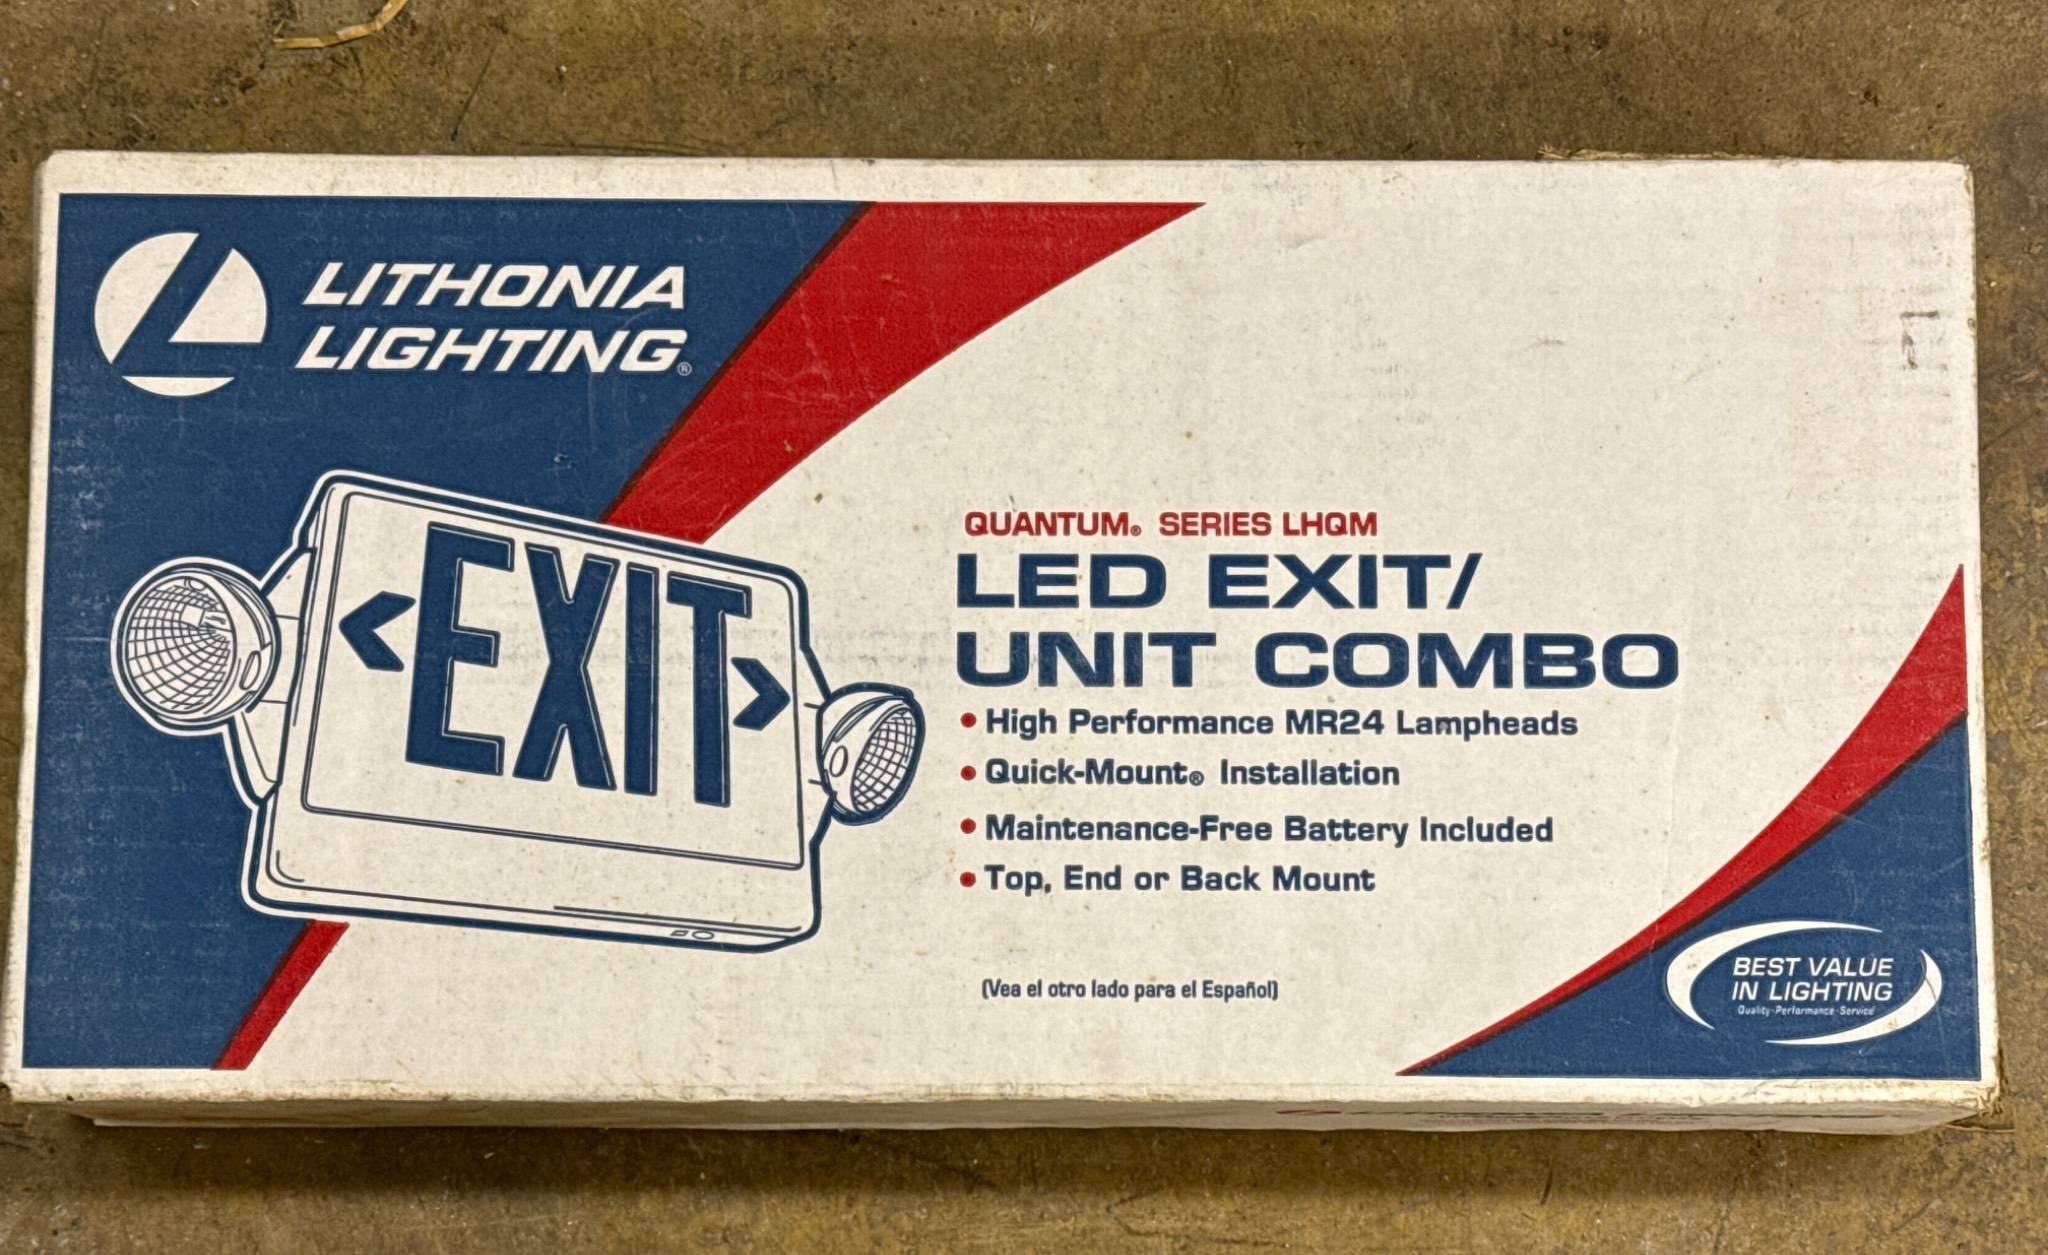 LITHONIA
LIGHTING®
<EXIT>
QUANTUM® SERIES LHQM
LED EXIT/
UNIT COMBO
• High Performance MR24 Lampheads
• Quick-Mount® Installation
• Maintenance-Free Battery Included
• Top, End or Back Mount
(Vea el otro lado para el Español)
BEST VALUE
IN LIGHTING
Quality·Performance·Service